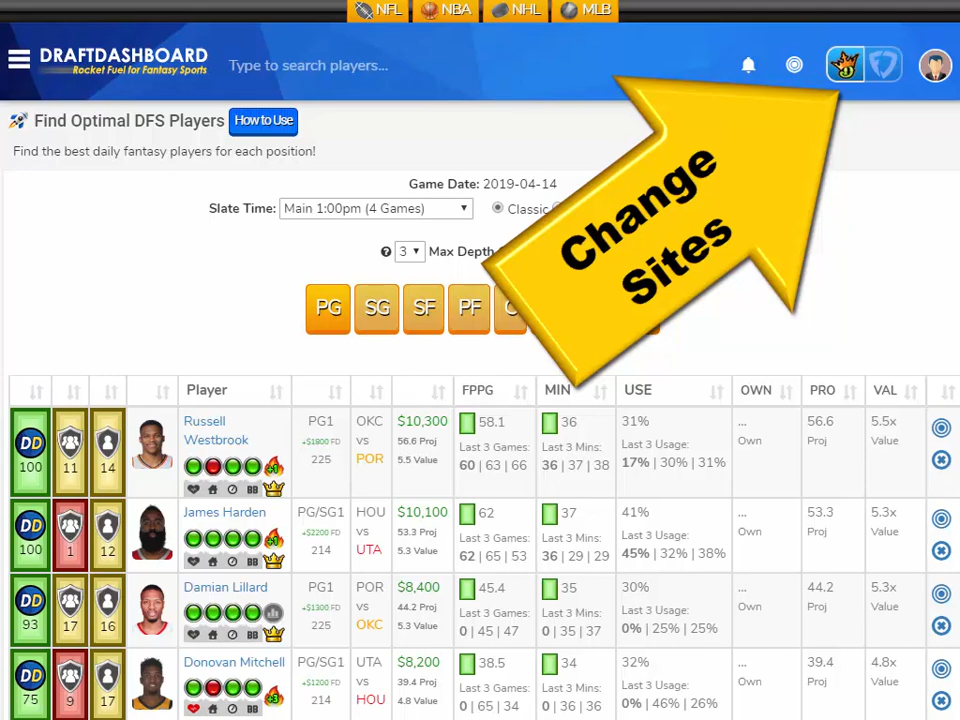 NFL NBA NHL MLB
DRAFTDASHBOARD
Rocket Fuel for Fantasy Sports
Type to search players...
Find Optimal DFS Players How to Use
Find the best daily fantasy players for each position!
Game Date: 2019-04-14
Slate Time: Main 1:00pm (4 Games) Classic
3 Max Depth
Change
Sites
PG SG SF PF
Player FPPG MIN USE OWN PRO VAL
Russell Westbrook PG1 OKC $10,300 58.1 36 31% ... 56.6 5.5x
+$1800 FD VS 56.6 Proj Last 3 Games: Last 3 Mins: Last 3 Usage: Own Proj Value
DD 100 11 14 +1 225 POR 5.5 Value 60 | 63 | 66 36 | 37 | 38 17% | 30% | 31%
BB
James Harden PG/SG1 HOU $10,100 62 37 41% ... 53.3 5.3x
+$2200 FD VS 53.3 Proj Last 3 Games: Last 3 Mins: Last 3 Usage: Own Proj Value
DD 100 1 12 +1 214 UTA 5.3 Value 62 | 65 | 53 36 | 29 | 29 45% | 32% | 38%
BB
Damian Lillard PG1 POR $8,400 45.4 35 30% ... 44.2 5.3x
+$1300 FD VS 44.2 Proj Last 3 Games: Last 3 Mins: Last 3 Usage: Own Proj Value
DD 93 17 16 225 OKC 5.3 Value 0 | 45 | 47 0 | 35 | 37 0% | 25% | 25%
BB
Donovan Mitchell PG/SG1 UTA $8,200 38.5 34 32% ... 39.4 4.8x
+$1200 FD VS 39.4 Proj Last 3 Games: Last 3 Mins: Last 3 Usage: Own Proj Value
DD 75 9 17 +3 214 HOU 4.8 Value 0 | 65 | 34 0 | 36 | 36 0% | 46% | 26%
BB